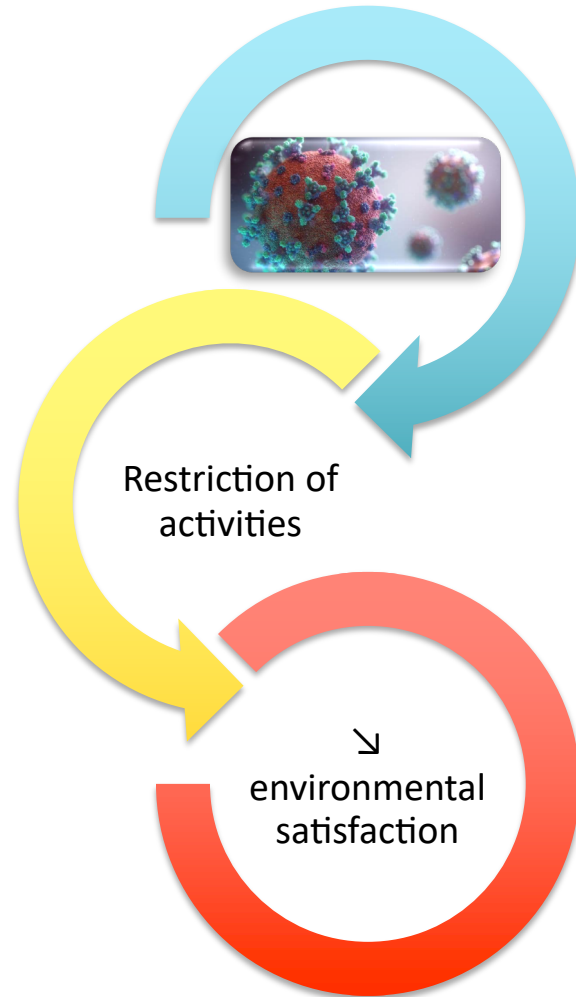 Restriction of
activities
↘
environmental
satisfaction